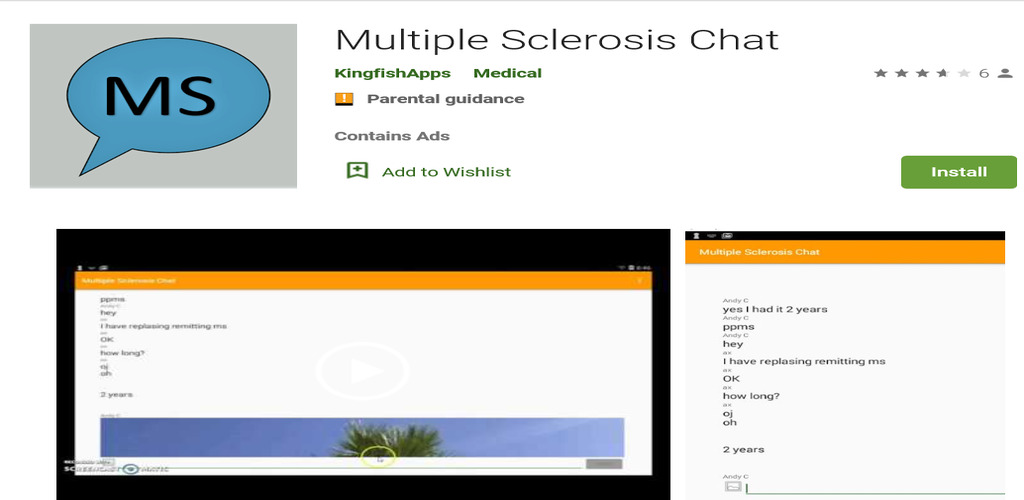 MS
Multiple Sclerosis Chat
KingfishApps Medical
6
Parental guidance
Contains Ads
Add to Wishlist
Install
Multiple Sclerosis Chat
ppms
Andy C
hey
ax
I have replasing remitting ms
ax
OK
ax
how long?
ax
oj
oh
2 years
Andy C
SCREENCAST MATIC
Multiple Sclerosis Chat
Andy C
yes I had it 2 years
Andy C
ppms
Andy C
hey
ax
I have replasing remitting ms
ax
OK
ax
how long?
ax
oj
oh
2 years
Andy C